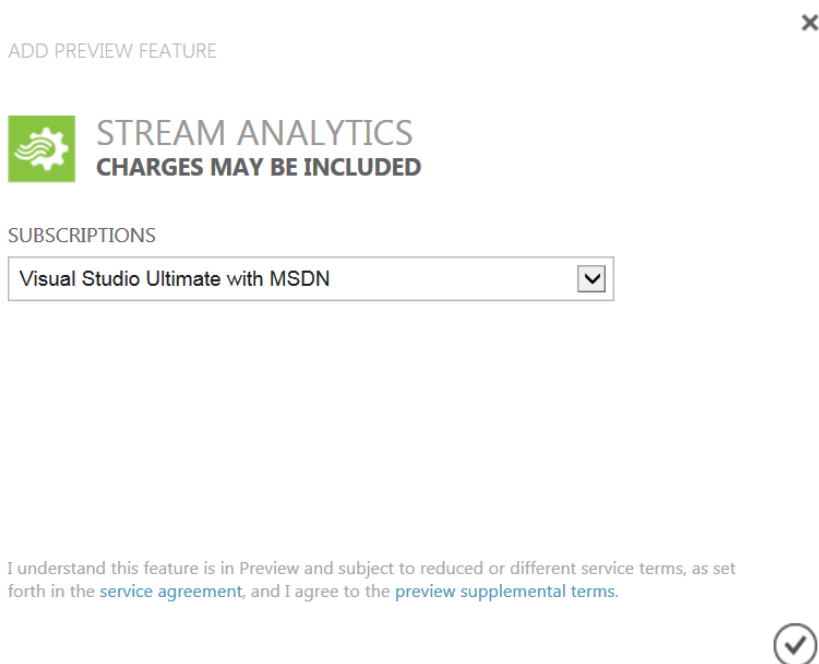 ADD PREVIEW FEATURE
STREAM ANALYTICS
CHARGES MAY BE INCLUDED
SUBSCRIPTIONS
Visual Studio Ultimate with MSDN
I understand this feature is in Preview and subject to reduced or different service terms, as set
forth in the service agreement, and I agree to the preview supplemental terms.